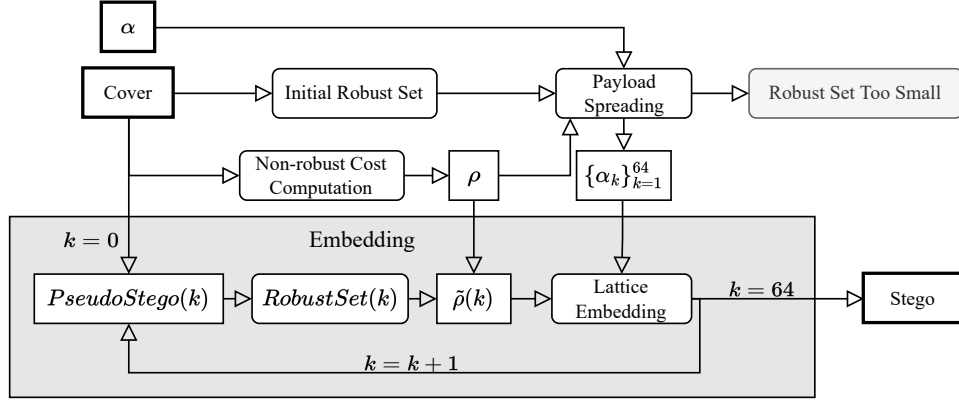 α
Cover
Initial Robust Set
Payload
Spreading
Robust Set Too Small
Non-robust Cost
Computation
ρ
{α_k}_{k=1}^{64}
k = 0
Embedding
PseudoStego(k)
RobustSet(k)
ρ̃(k)
Lattice
Embedding
k = 64
Stego
k = k + 1